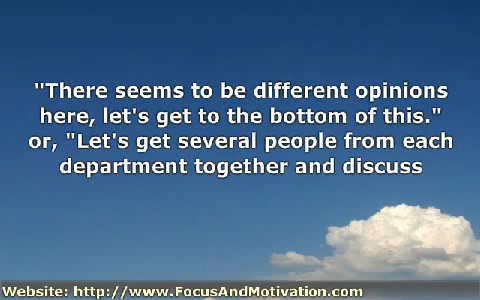 "There seems to be different opinions
here, let's get to the bottom of this."
or, "Let's get several people from each
department together and discuss
Website: http://www.FocusAndMotivation.com